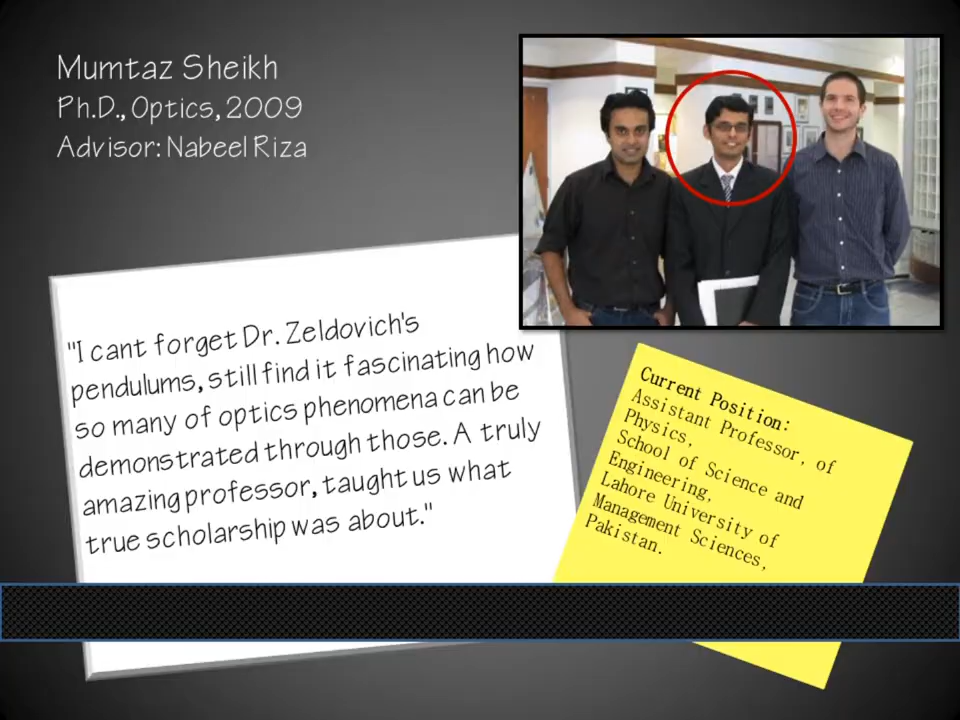 Mumtaz Sheikh
Ph.D., Optics, 2009
Advisor: Nabeel Riza
"I cant forget Dr. Zeldovich's
pendulums, still find it fascinating how
so many of optics phenomena can be
demonstrated through those. A truly
amazing professor, taught us what
true scholarship was about."
Current Position:
Assistant Professor, of
Physics,
School of Science and
Engineering,
Lahore University of
Management Sciences,
Pakistan.